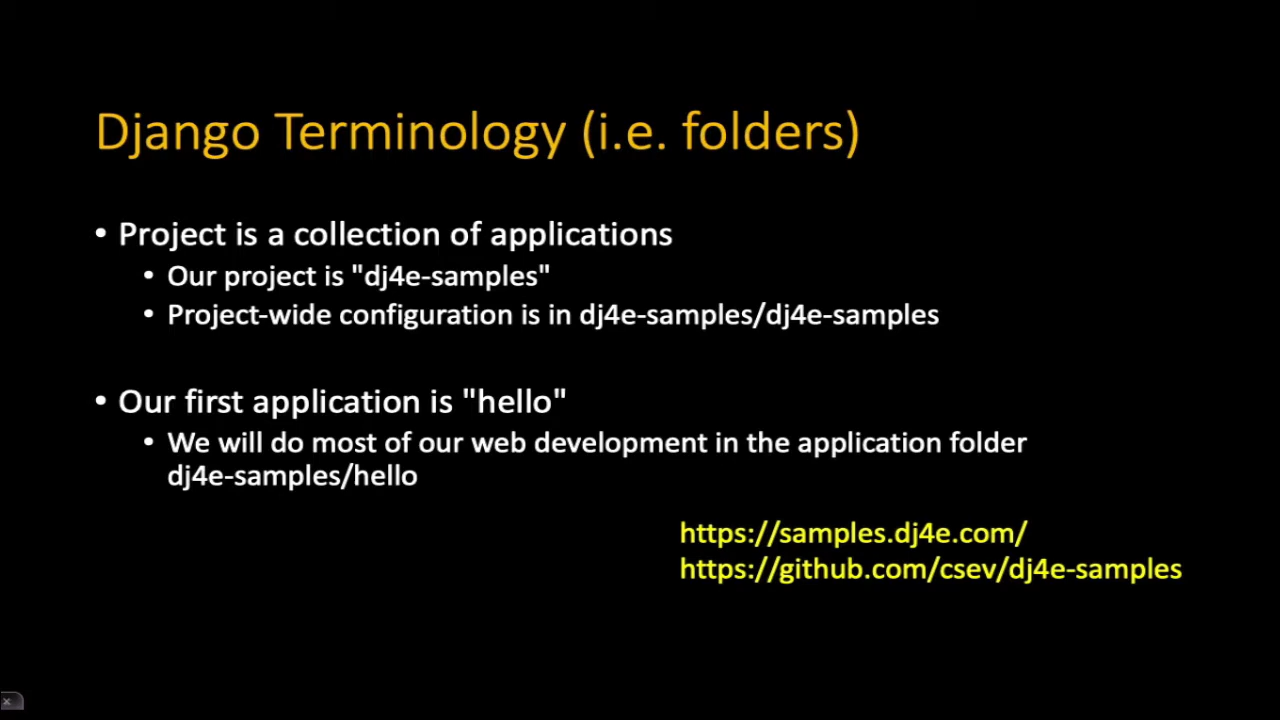 Django Terminology (i.e. folders)
• Project is a collection of applications
• Our project is "dj4e-samples"
• Project-wide configuration is in dj4e-samples/dj4e-samples
• Our first application is "hello"
• We will do most of our web development in the application folder
dj4e-samples/hello
https://samples.dj4e.com/
https://github.com/csev/dj4e-samples